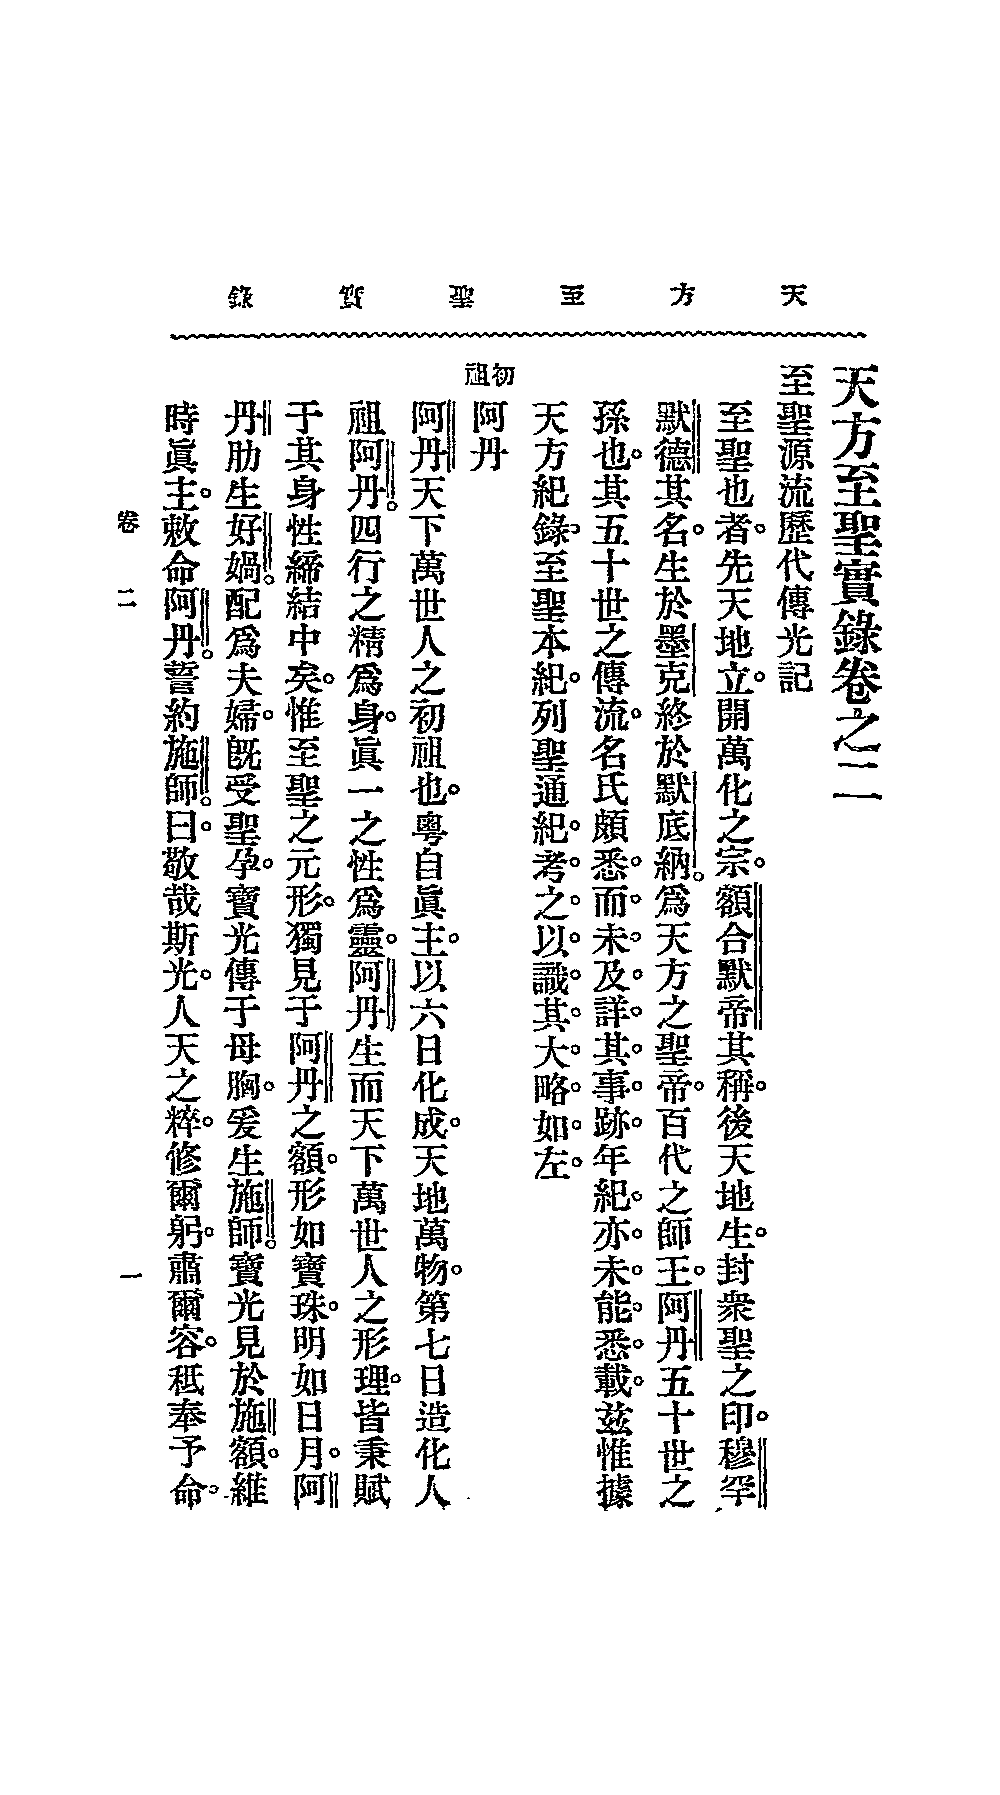 天方至聖實錄
天方至聖實錄卷之二
至聖源流歷代傳光記
至聖也者。先天地立。開萬化之宗。額合默帝其稱。後天地生。封衆聖之印。穆罕
默德其名。生於墨克終於默底納。爲天方之聖帝。百代之師王。阿丹五十世之
孫也。其五十世之傳流。名氏頗悉。而。未。及。詳。其。事。跡。年紀。亦。未。能。悉。載。茲惟據
天方紀錄。至聖本紀。列聖通紀。考。之。以。識。其。大。略。如。左。
初祖
阿丹
阿丹天下萬世人之初祖也。粵自眞主。以六日化成。天地萬物。第七日造化人
祖阿丹。四行之精爲身。眞一之性爲靈。阿丹生而天下萬世人之形理。皆秉賦
于其身性締結中矣。惟至聖之元形。獨見于阿丹之額。形如寶珠。明如日月。阿
丹肋生好媧。配爲夫婦。旣受聖孕。寶光傳于母胸。爰生施師。寶光見於施額。維
時眞主。敕命阿丹。誓約施師。曰。敬哉斯光。人天之粹。修爾躬。肅爾容。秪奉予命。
卷二
一